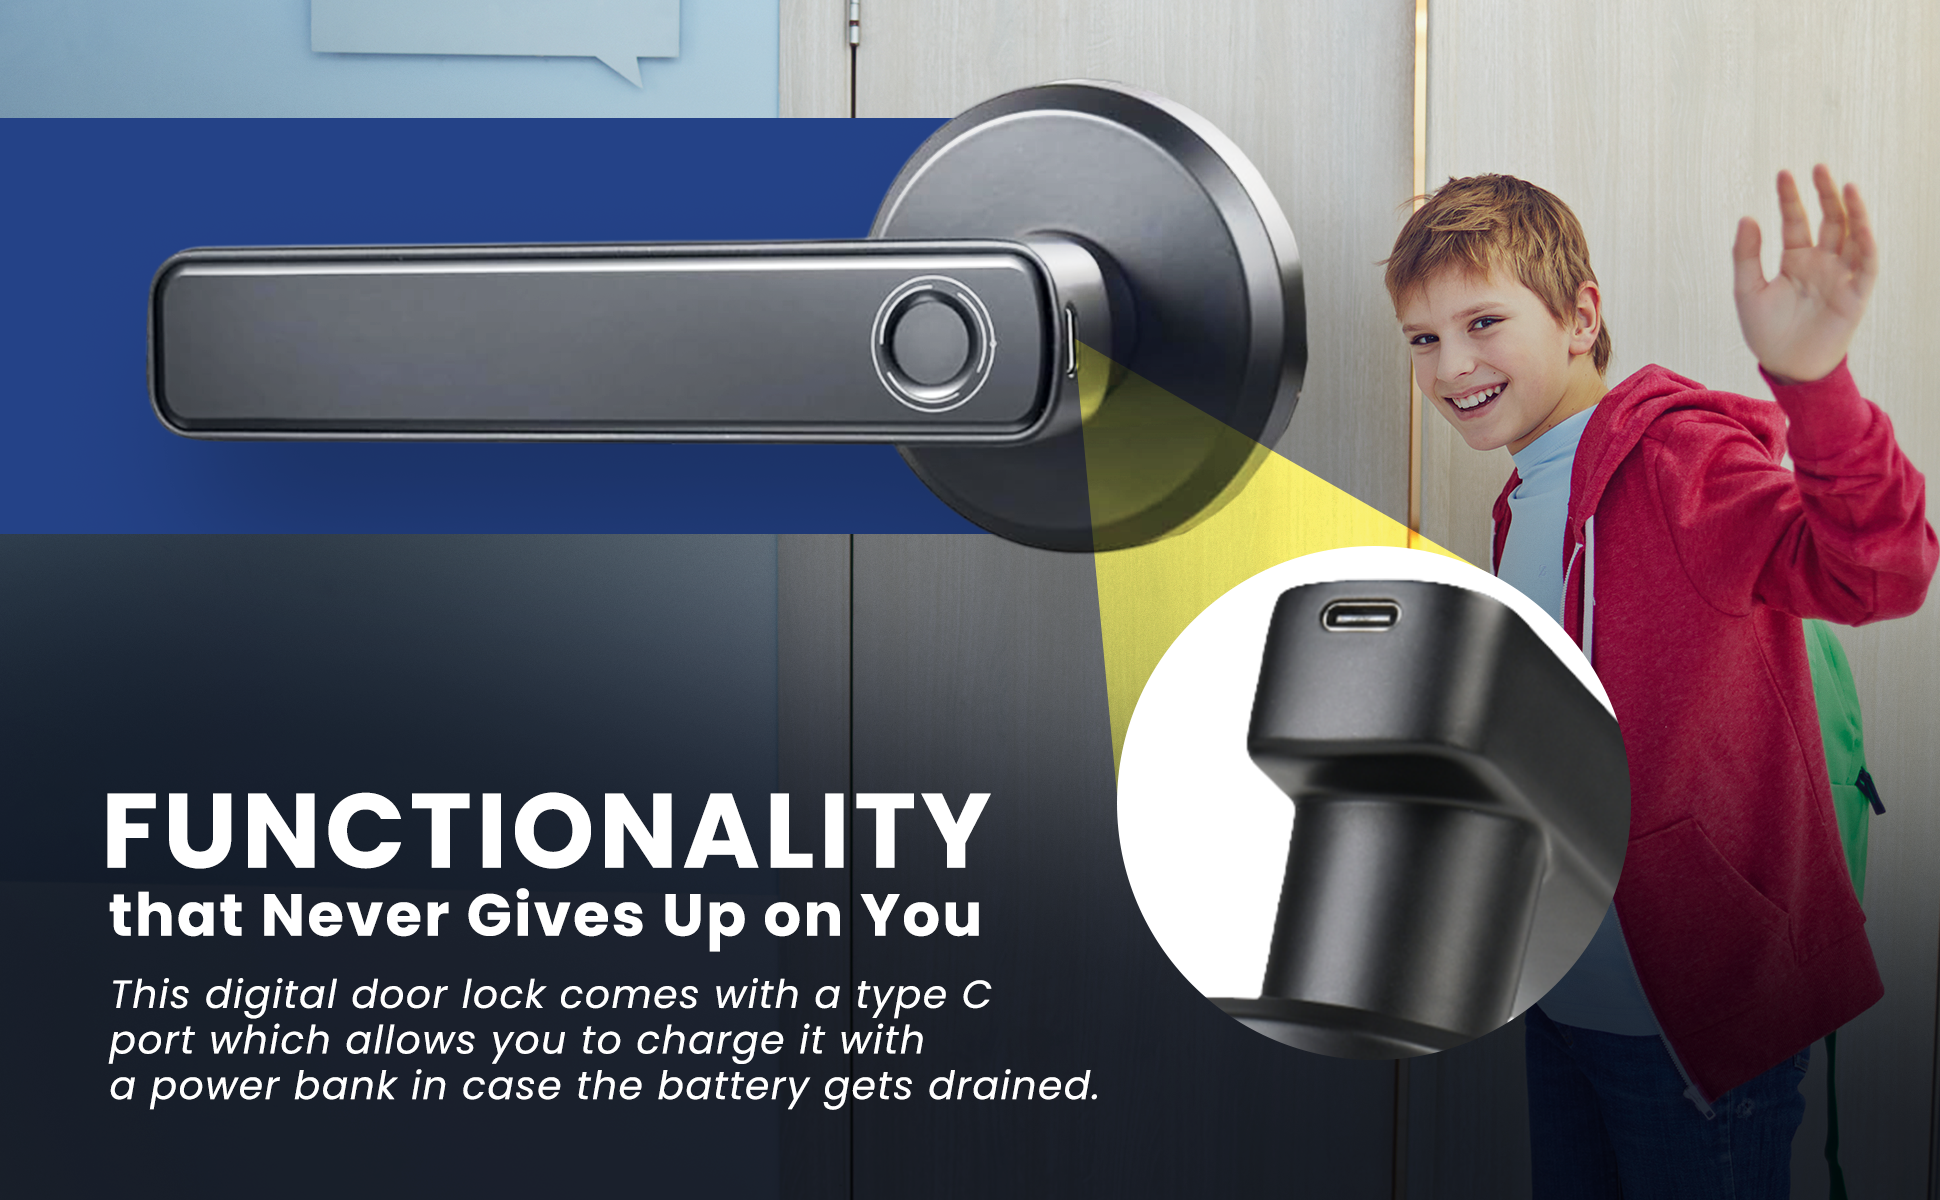 FUNCTIONALITY
that Never Gives Up on You
This digital door lock comes with a type C
port which allows you to charge it with
a power bank in case the battery gets drained.